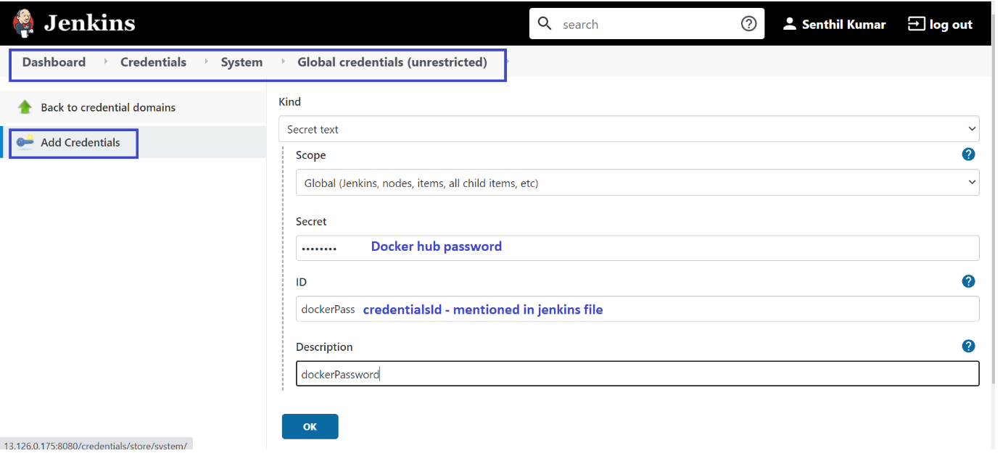 Jenkins
search
Senthil Kumar
log out
Dashboard Credentials System Global credentials (unrestricted)
Back to credential domains
Add Credentials
Kind
Secret text
Scope
Global (Jenkins, nodes, items, all child items, etc)
Secret
•••••••• Docker hub password
ID
dockerPass credentialsId - mentioned in jenkins file
Description
dockerPassword
OK
13.126.0.175:8080/credentials/store/system/